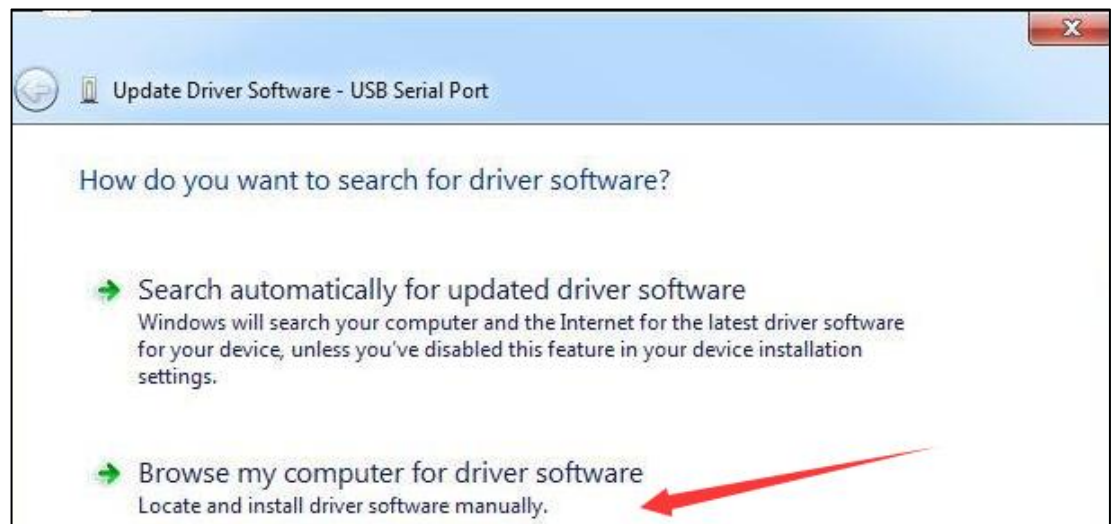 Update Driver Software - USB Serial Port
How do you want to search for driver software?
Search automatically for updated driver software
Windows will search your computer and the Internet for the latest driver software
for your device, unless you've disabled this feature in your device installation
settings.
Browse my computer for driver software
Locate and install driver software manually.